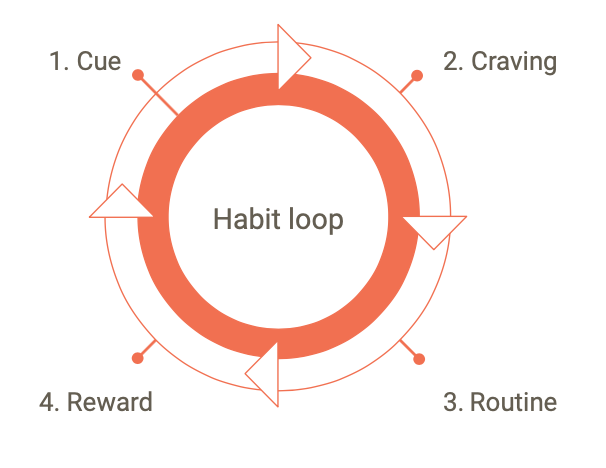 1. Cue
2. Craving
Habit loop
4. Reward
3. Routine